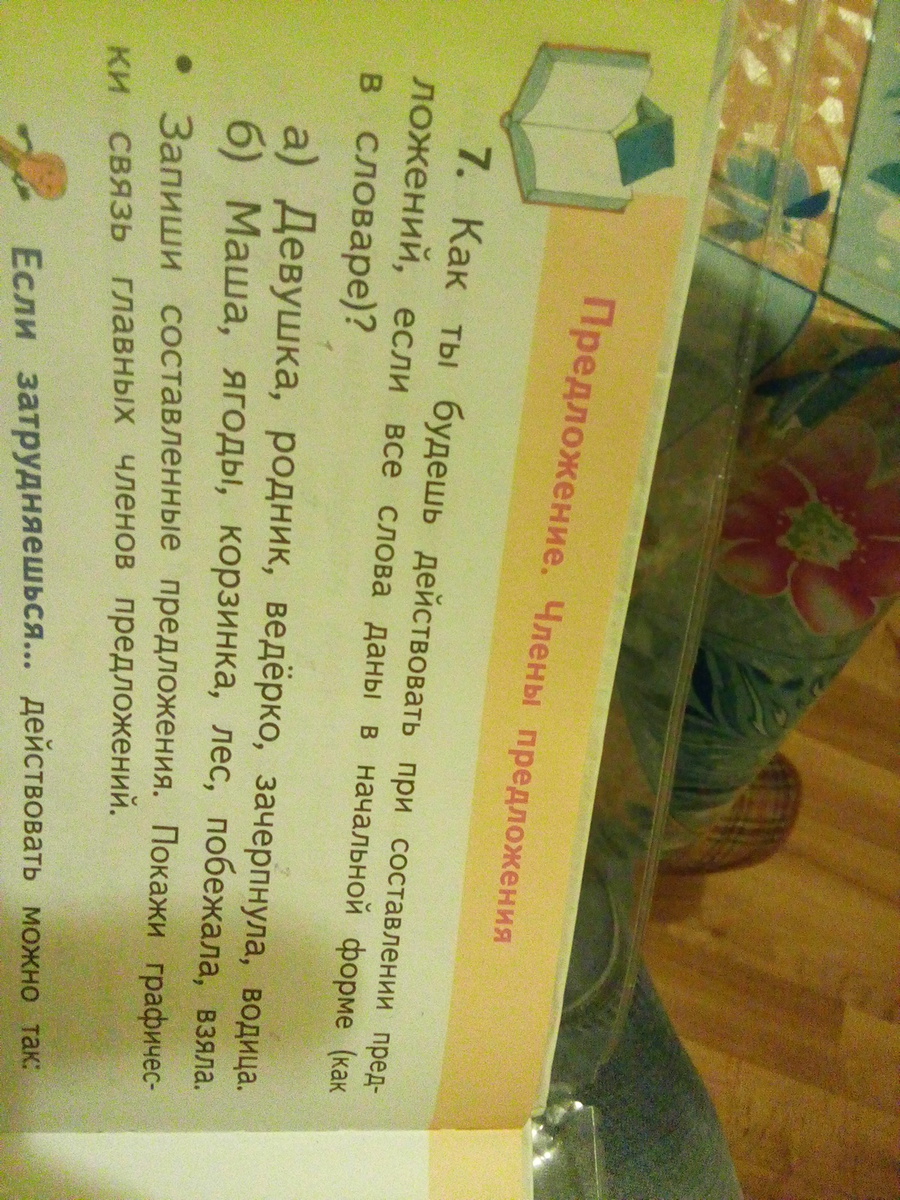 Предложение. Члены предложения
7. Как ты будешь действовать при составлении пред-
ложений, если все слова даны в начальной форме (как
в словаре)?
а) Девушка, родник, ведёрко, зачерпнула, водица.
б) Маша, ягоды, корзинка, лес, побежала, взяла.
• Запиши составленные предложения. Покажи графичес-
ки связь главных членов предложений.
Если затрудняешься... действовать можно так: